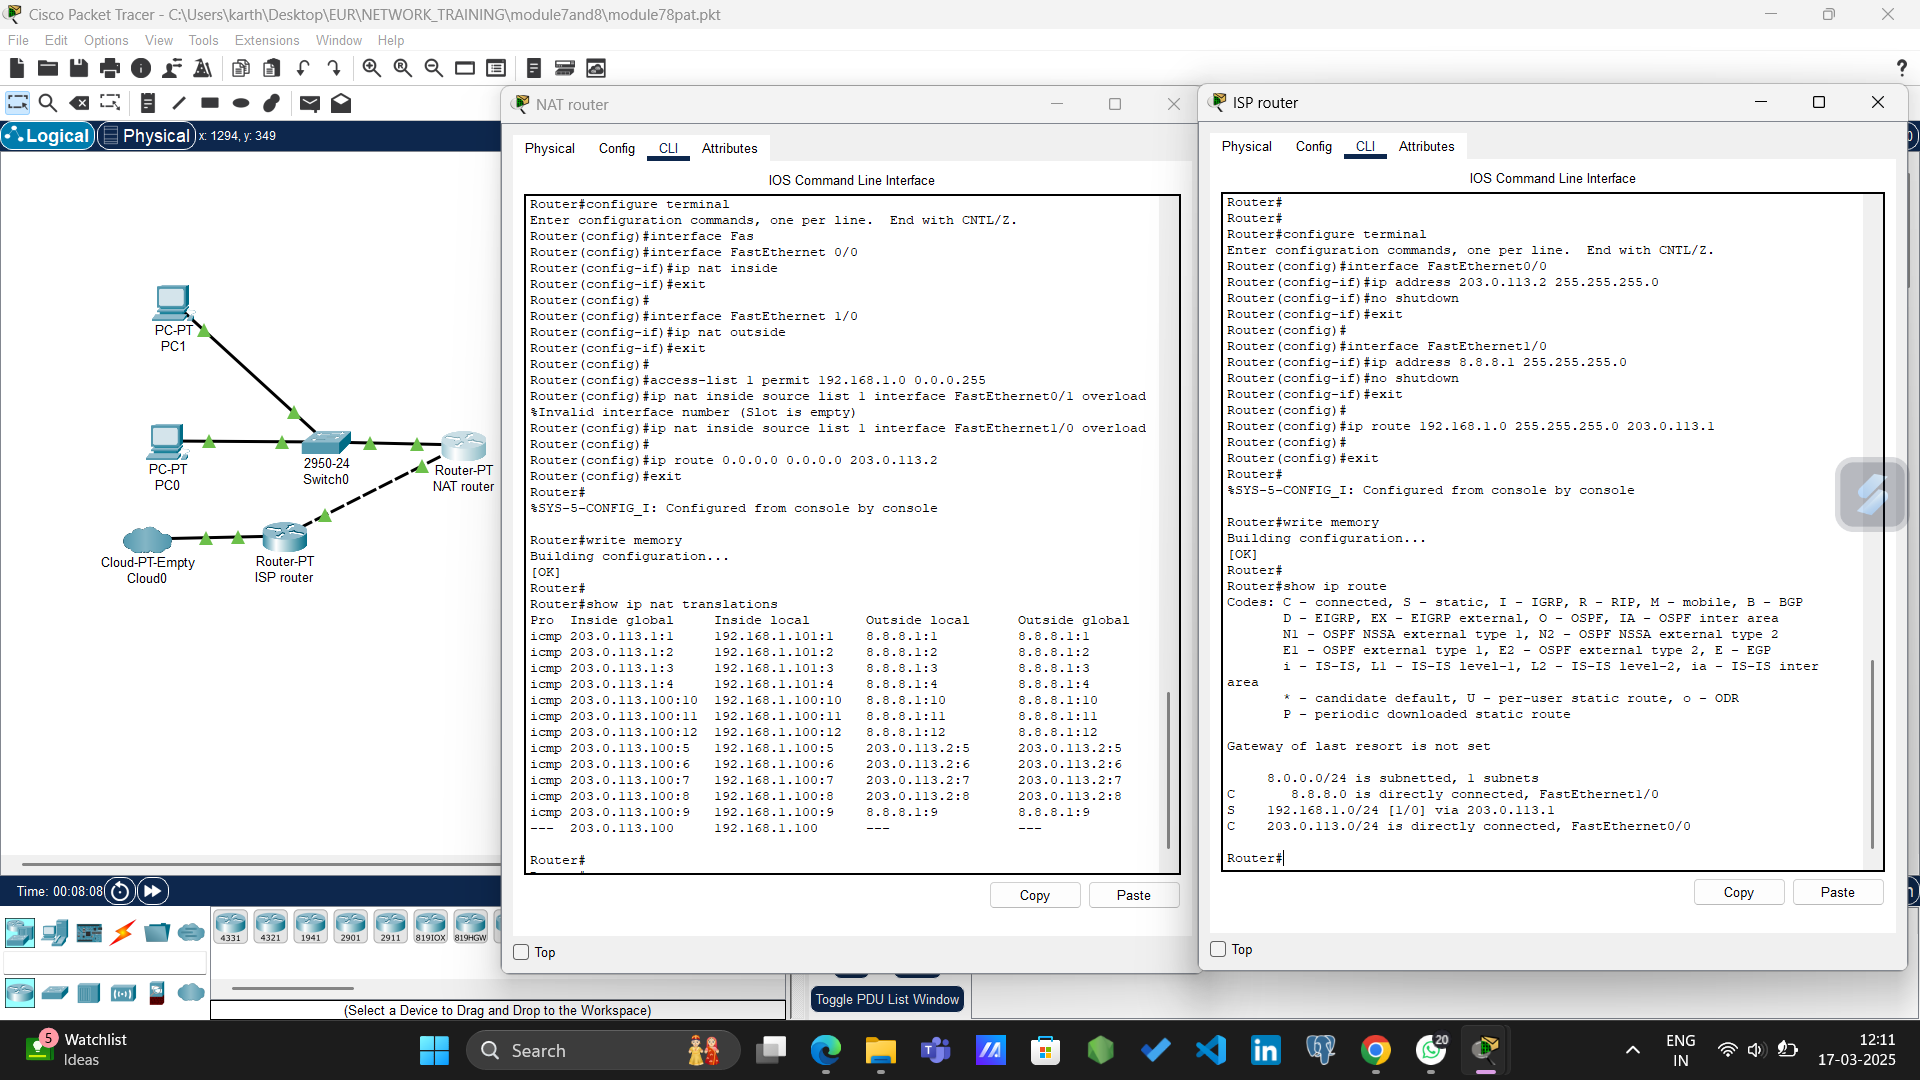 Cisco Packet Tracer - C:\Users\karth\Desktop\EUR\NETWORK_TRAINING\module7and8\module78pat.pkt
File Edit Options View Tools Extensions Window Help
?
Logical Physical x: 1294, y: 349
PC-PT
PC1
PC-PT
PC0
2950-24
Switch0
Router-PT
NAT router
Cloud-PT-Empty
Cloud0
Router-PT
ISP router
Time: 00:08:08
4331 4321 1941 2901 2911 819IOX 819HGW
(Select a Device to Drag and Drop to the Workspace)
Toggle PDU List Window
NAT router
Physical Config CLI Attributes
IOS Command Line Interface
Router#configure terminal
Enter configuration commands, one per line.  End with CNTL/Z.
Router(config)#interface Fas
Router(config)#interface FastEthernet 0/0
Router(config-if)#ip nat inside
Router(config-if)#exit
Router(config)#
Router(config)#interface FastEthernet 1/0
Router(config-if)#ip nat outside
Router(config-if)#exit
Router(config)#
Router(config)#access-list 1 permit 192.168.1.0 0.0.0.255
Router(config)#ip nat inside source list 1 interface FastEthernet0/1 overload
%Invalid interface number (Slot is empty)
Router(config)#ip nat inside source list 1 interface FastEthernet1/0 overload
Router(config)#
Router(config)#ip route 0.0.0.0 0.0.0.0 203.0.113.2
Router(config)#exit
Router#
%SYS-5-CONFIG_I: Configured from console by console
Router#write memory
Building configuration...
[OK]
Router#
Router#show ip nat translations
Pro  Inside global     Inside local       Outside local      Outside global
icmp 203.0.113.1:1     192.168.1.101:1    8.8.8.1:1          8.8.8.1:1
icmp 203.0.113.1:2     192.168.1.101:2    8.8.8.1:2          8.8.8.1:2
icmp 203.0.113.1:3     192.168.1.101:3    8.8.8.1:3          8.8.8.1:3
icmp 203.0.113.1:4     192.168.1.101:4    8.8.8.1:4          8.8.8.1:4
icmp 203.0.113.100:10  192.168.1.100:10   8.8.8.1:10         8.8.8.1:10
icmp 203.0.113.100:11  192.168.1.100:11   8.8.8.1:11         8.8.8.1:11
icmp 203.0.113.100:12  192.168.1.100:12   8.8.8.1:12         8.8.8.1:12
icmp 203.0.113.100:5   192.168.1.100:5    203.0.113.2:5      203.0.113.2:5
icmp 203.0.113.100:6   192.168.1.100:6    203.0.113.2:6      203.0.113.2:6
icmp 203.0.113.100:7   192.168.1.100:7    203.0.113.2:7      203.0.113.2:7
icmp 203.0.113.100:8   192.168.1.100:8    203.0.113.2:8      203.0.113.2:8
icmp 203.0.113.100:9   192.168.1.100:9    8.8.8.1:9          8.8.8.1:9
---  203.0.113.100     192.168.1.100      ---                ---
Router#
Copy Paste
Top
ISP router
Physical Config CLI Attributes
IOS Command Line Interface
Router#
Router#
Router#configure terminal
Enter configuration commands, one per line.  End with CNTL/Z.
Router(config)#interface FastEthernet0/0
Router(config-if)#ip address 203.0.113.2 255.255.255.0
Router(config-if)#no shutdown
Router(config-if)#exit
Router(config)#
Router(config)#interface FastEthernet1/0
Router(config-if)#ip address 8.8.8.1 255.255.255.0
Router(config-if)#no shutdown
Router(config-if)#exit
Router(config)#
Router(config)#ip route 192.168.1.0 255.255.255.0 203.0.113.1
Router(config)#
Router(config)#exit
Router#
%SYS-5-CONFIG_I: Configured from console by console
Router#write memory
Building configuration...
[OK]
Router#
Router#show ip route
Codes: C - connected, S - static, I - IGRP, R - RIP, M - mobile, B - BGP
D - EIGRP, EX - EIGRP external, O - OSPF, IA - OSPF inter area
N1 - OSPF NSSA external type 1, N2 - OSPF NSSA external type 2
E1 - OSPF external type 1, E2 - OSPF external type 2, E - EGP
i - IS-IS, L1 - IS-IS level-1, L2 - IS-IS level-2, ia - IS-IS inter
area
* - candidate default, U - per-user static route, o - ODR
P - periodic downloaded static route
Gateway of last resort is not set
8.0.0.0/24 is subnetted, 1 subnets
C       8.8.8.0 is directly connected, FastEthernet1/0
S    192.168.1.0/24 [1/0] via 203.0.113.1
C    203.0.113.0/24 is directly connected, FastEthernet0/0
Router#
Copy Paste
Top
5
Watchlist
Ideas
Search
20
ENG
IN
12:11
17-03-2025